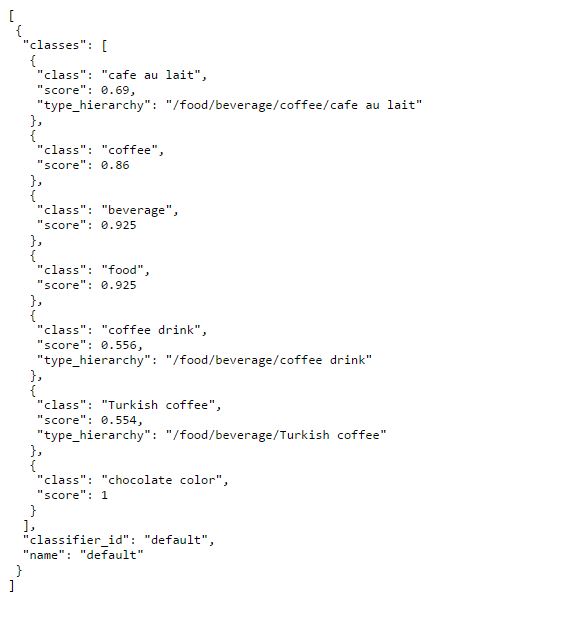 [
 {
  "classes": [
   {
    "class": "cafe au lait",
    "score": 0.69,
    "type_hierarchy": "/food/beverage/coffee/cafe au lait"
   },
   {
    "class": "coffee",
    "score": 0.86
   },
   {
    "class": "beverage",
    "score": 0.925
   },
   {
    "class": "food",
    "score": 0.925
   },
   {
    "class": "coffee drink",
    "score": 0.556,
    "type_hierarchy": "/food/beverage/coffee drink"
   },
   {
    "class": "Turkish coffee",
    "score": 0.554,
    "type_hierarchy": "/food/beverage/Turkish coffee"
   },
   {
    "class": "chocolate color",
    "score": 1
   }
  ],
  "classifier_id": "default",
  "name": "default"
 }
]